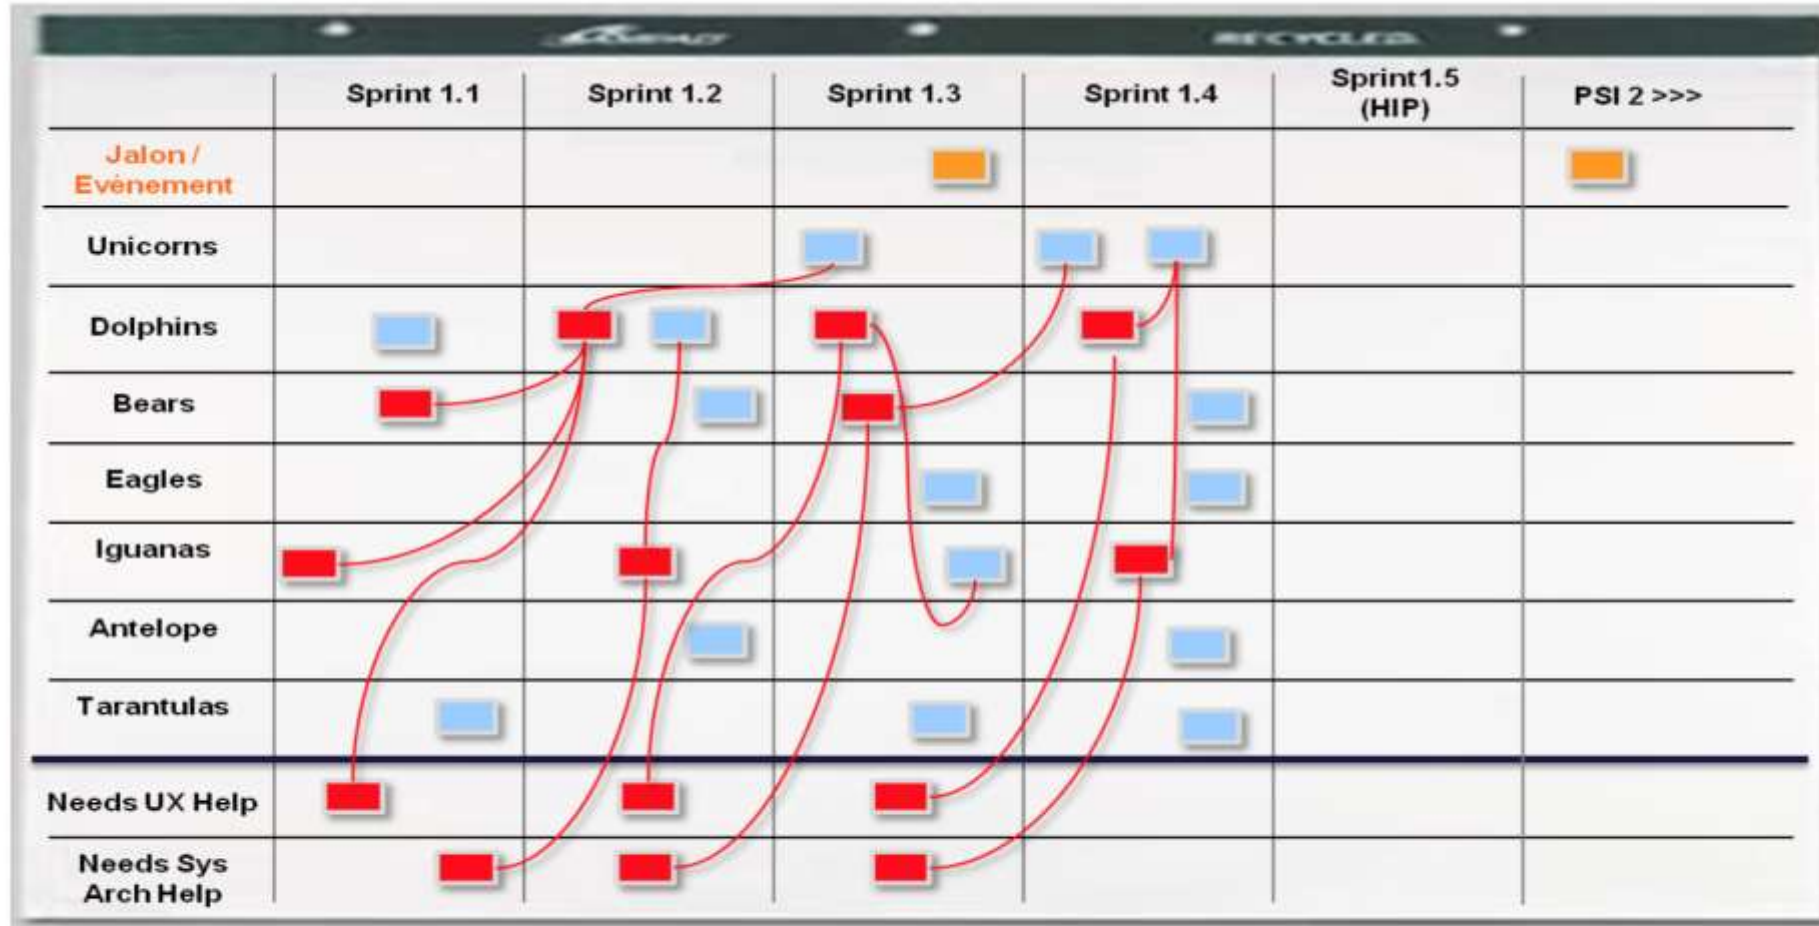 RECYCLED
Sprint 1.1
Sprint 1.2
Sprint 1.3
Sprint 1.4
Sprint1.5
(HIP)
PSI 2 >>>
Jalon /
Evènement
Unicorns
Dolphins
Bears
Eagles
Iguanas
Antelope
Tarantulas
Needs UX Help
Needs Sys
Arch Help